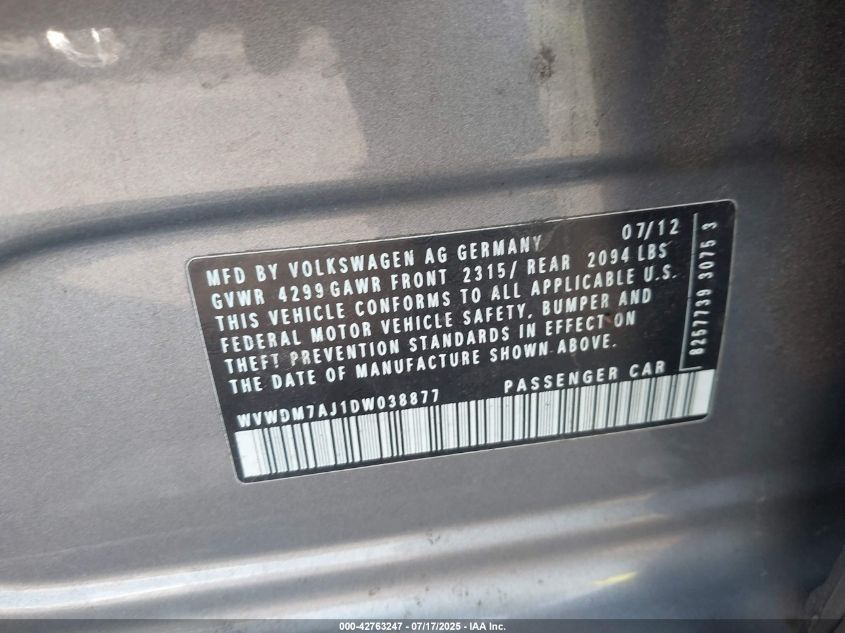 07/12
MFD BY VOLKSWAGEN AG GERMANY
GVWR 4299 GAWR FRONT 2315/ REAR 2094 LBS
THIS VEHICLE CONFORMS TO ALL APPLICABLE U.S.
FEDERAL MOTOR VEHICLE SAFETY, BUMPER AND
THEFT PREVENTION STANDARDS IN EFFECT ON
THE DATE OF MANUFACTURE SHOWN ABOVE.
WVWDM7AJ1DW038877 PASSENGER CAR
8257739 3075 3
000-42763247 - 07/17/2025 - IAA Inc.